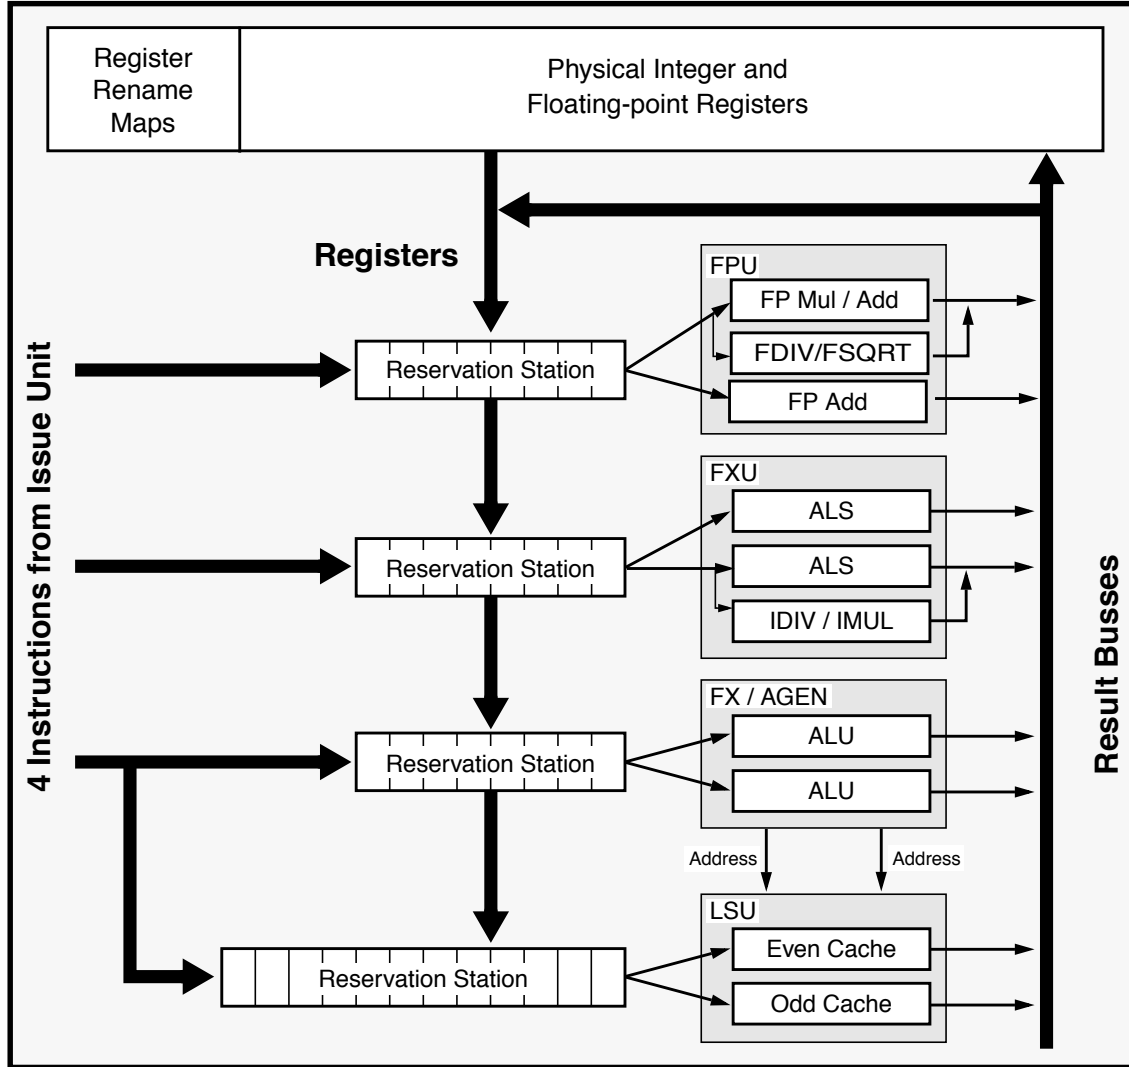 Register
Rename
Maps
Physical Integer and
Floating-point Registers
Registers
4 Instructions from Issue Unit
Result Busses
Reservation Station
FPU
FP Mul / Add
FDIV/FSQRT
FP Add
Reservation Station
FXU
ALS
ALS
IDIV / IMUL
Reservation Station
FX / AGEN
ALU
ALU
Address
Address
Reservation Station
LSU
Even Cache
Odd Cache